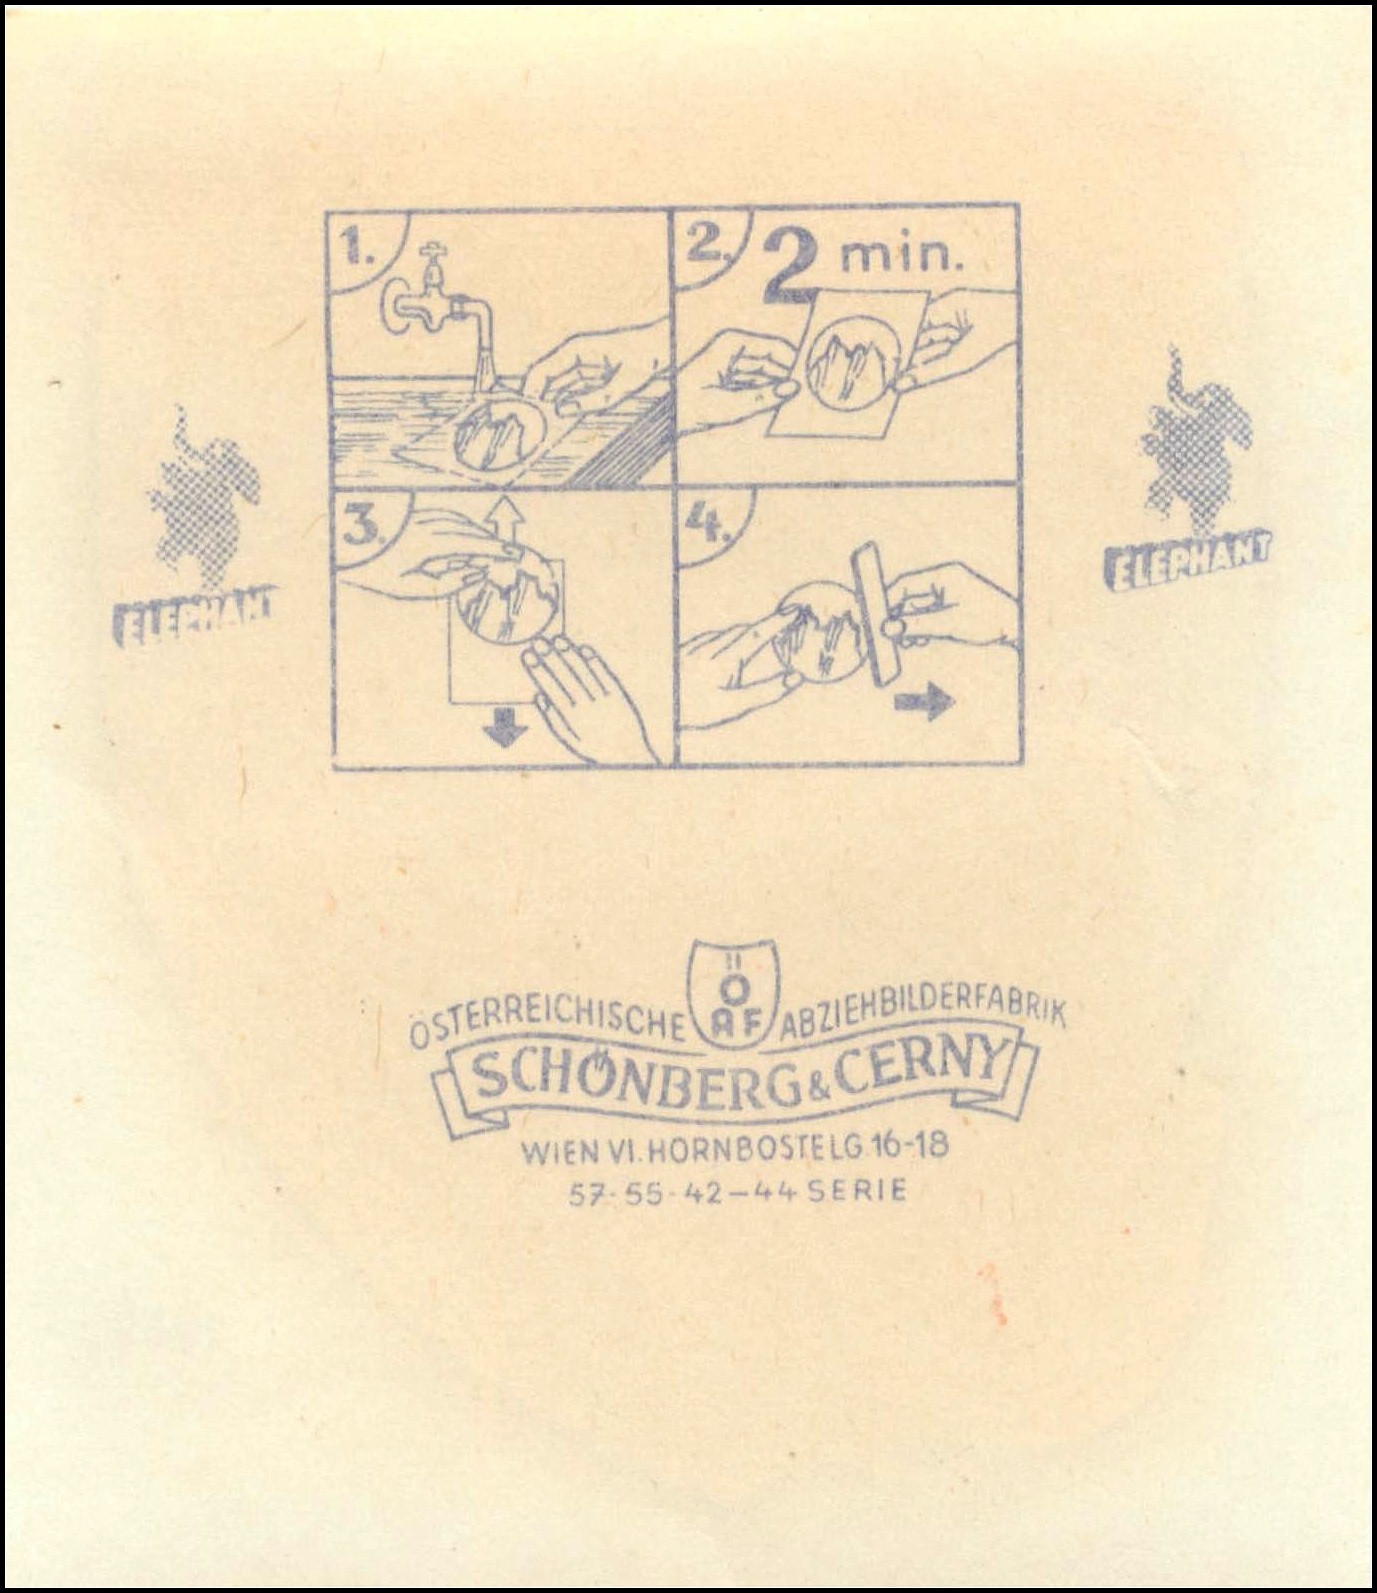 1.
2.
2 min.
3.
4.
ELEPHANT
ELEPHANT
ÖAF
ÖSTERREICHISCHE ABZIEHBILDERFABRIK
SCHÖNBERG & CERNY
WIEN VI. HORNBOSTELG. 16-18
57-55-42-44 SERIE